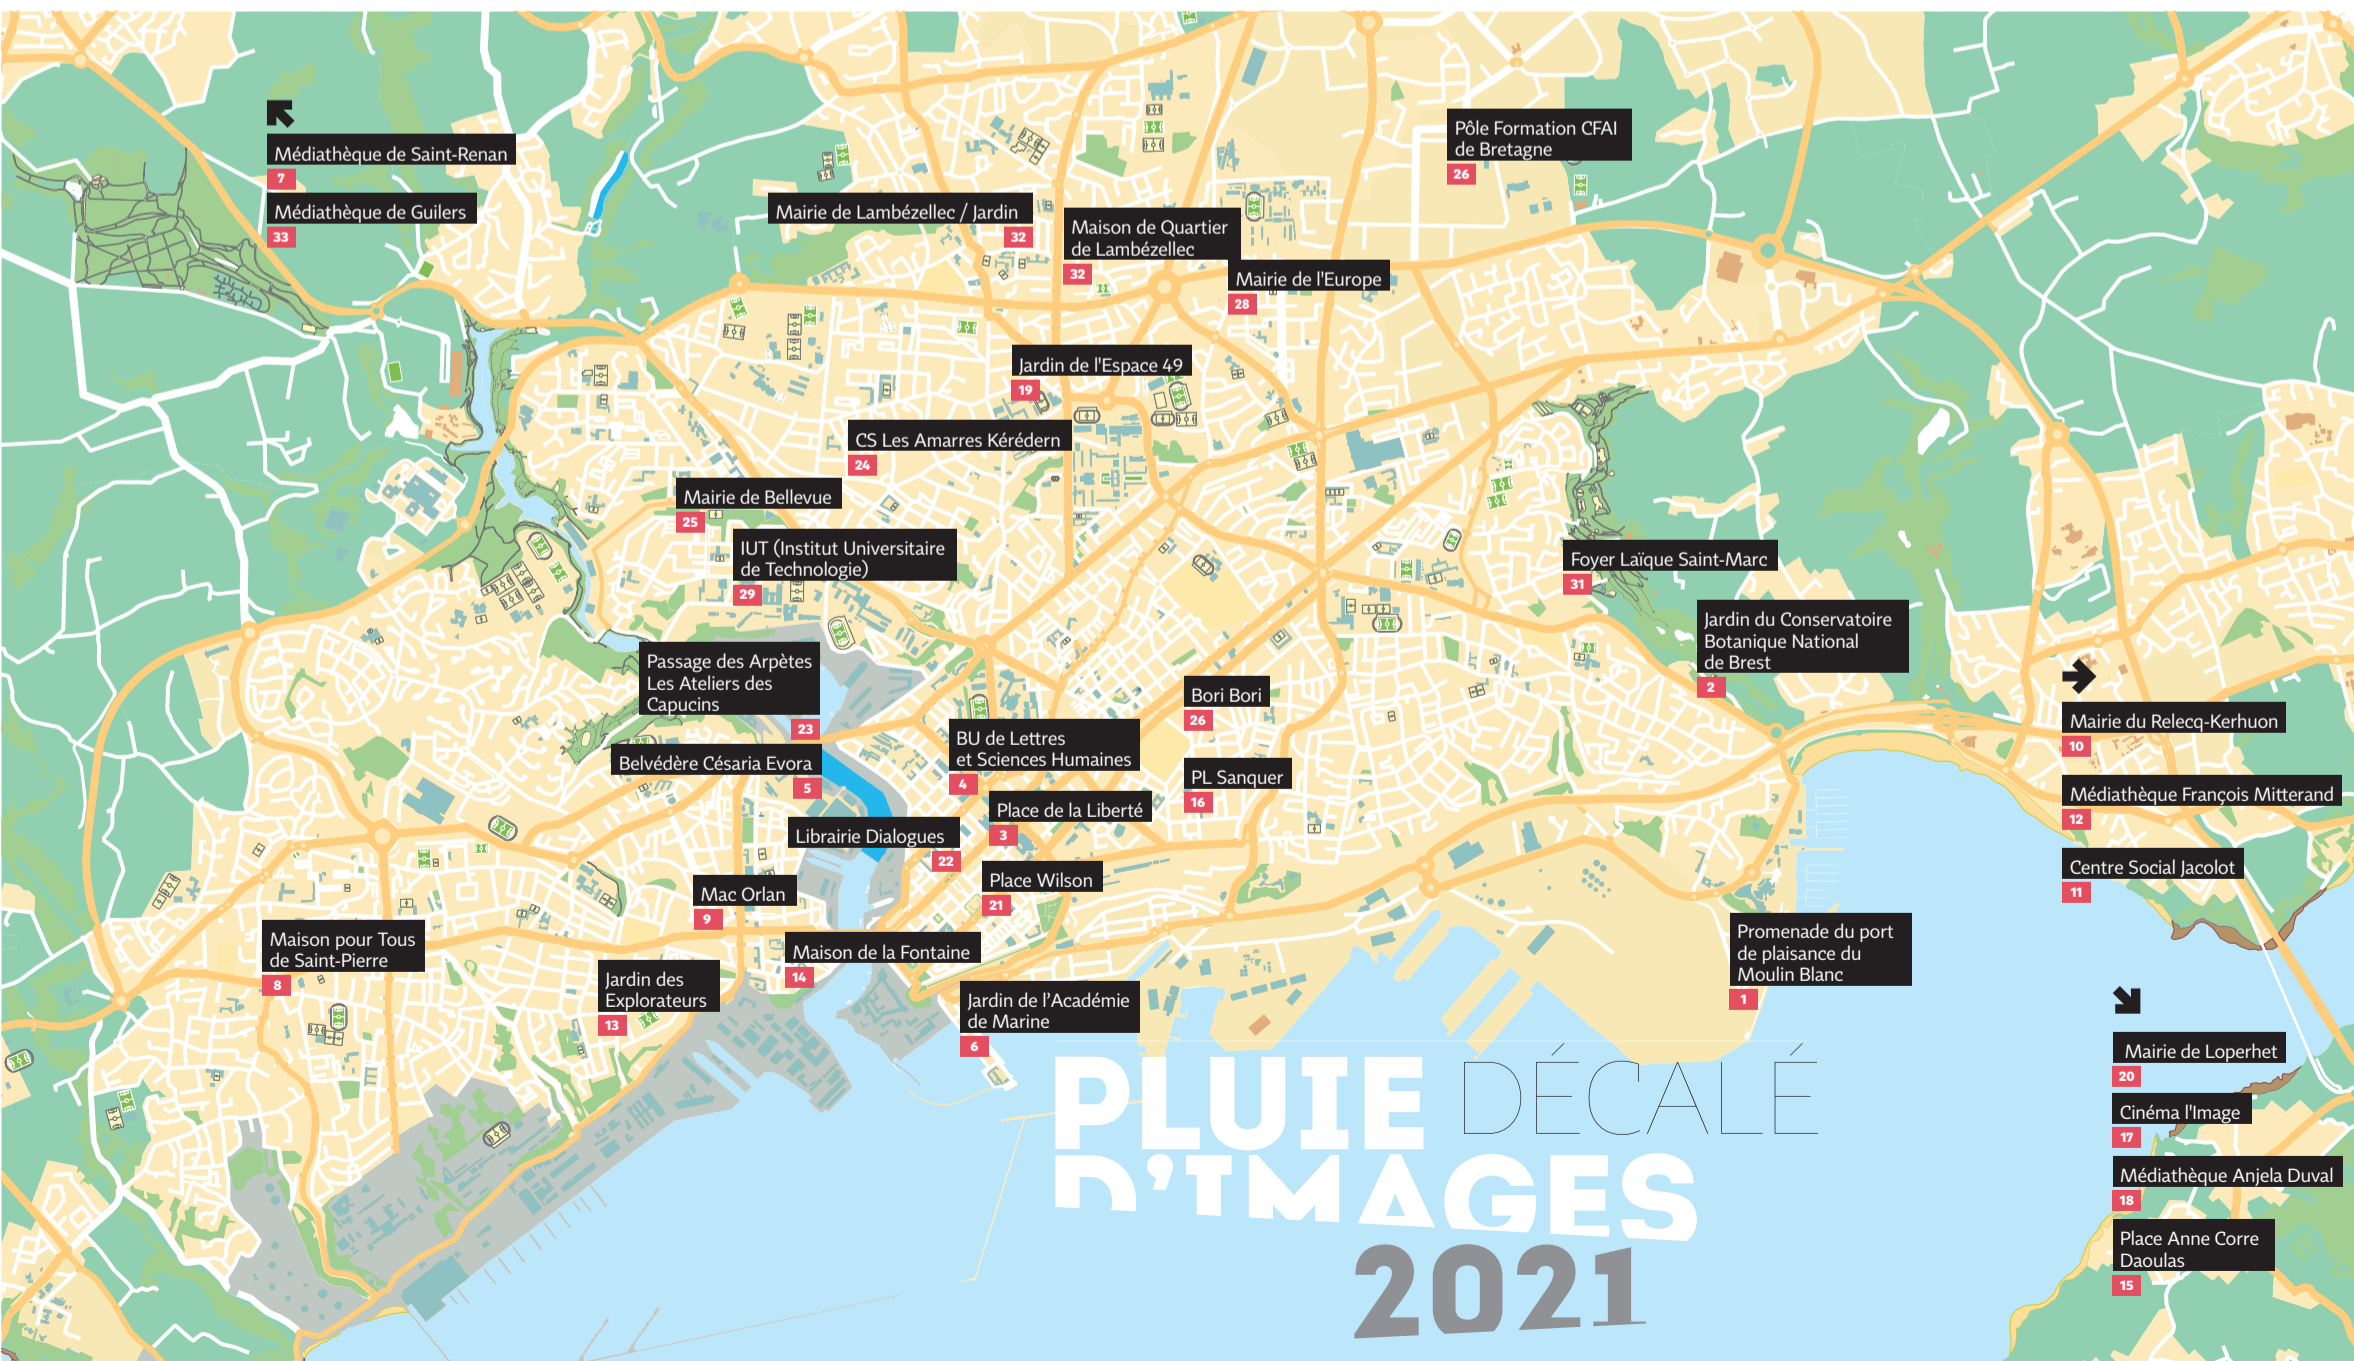 Médiathèque de Saint-Renan
7
Médiathèque de Guilers
33
Mairie de Lambézellec / Jardin
32
Maison de Quartier
de Lambézellec
32
Mairie de l'Europe
28
Pôle Formation CFAI
de Bretagne
26
Jardin de l'Espace 49
19
CS Les Amarres Kérédern
24
Mairie de Bellevue
25
IUT (Institut Universitaire
de Technologie)
29
Foyer Laïque Saint-Marc
31
Jardin du Conservatoire
Botanique National
de Brest
2
Passage des Arpètes
Les Ateliers des
Capucins
23
Belvédère Césaria Evora
5
BU de Lettres
et Sciences Humaines
4
Bori Bori
26
PL Sanquer
16
Place de la Liberté
3
Librairie Dialogues
22
Place Wilson
21
Mac Orlan
9
Maison de la Fontaine
14
Maison pour Tous
de Saint-Pierre
8
Jardin des
Explorateurs
13
Jardin de l'Académie
de Marine
6
Promenade du port
de plaisance du
Moulin Blanc
1
Mairie du Relecq-Kerhuon
10
Médiathèque François Mitterand
12
Centre Social Jacolot
11
Mairie de Loperhet
20
Cinéma l'Image
17
Médiathèque Anjela Duval
18
Place Anne Corre
Daoulas
15
PLUIE DÉCALÉ
D'IMAGES
2021